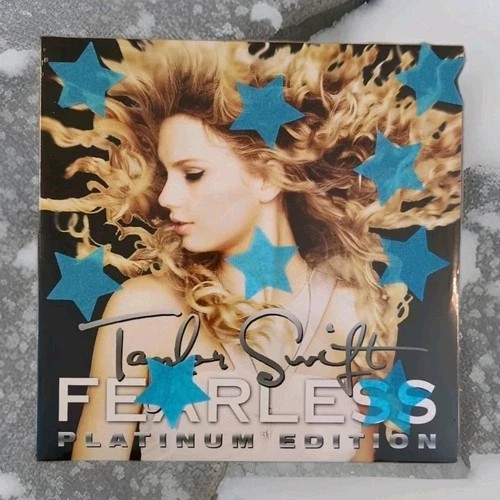 Taylor Swift
FEARLESS
PLATINUM EDITION